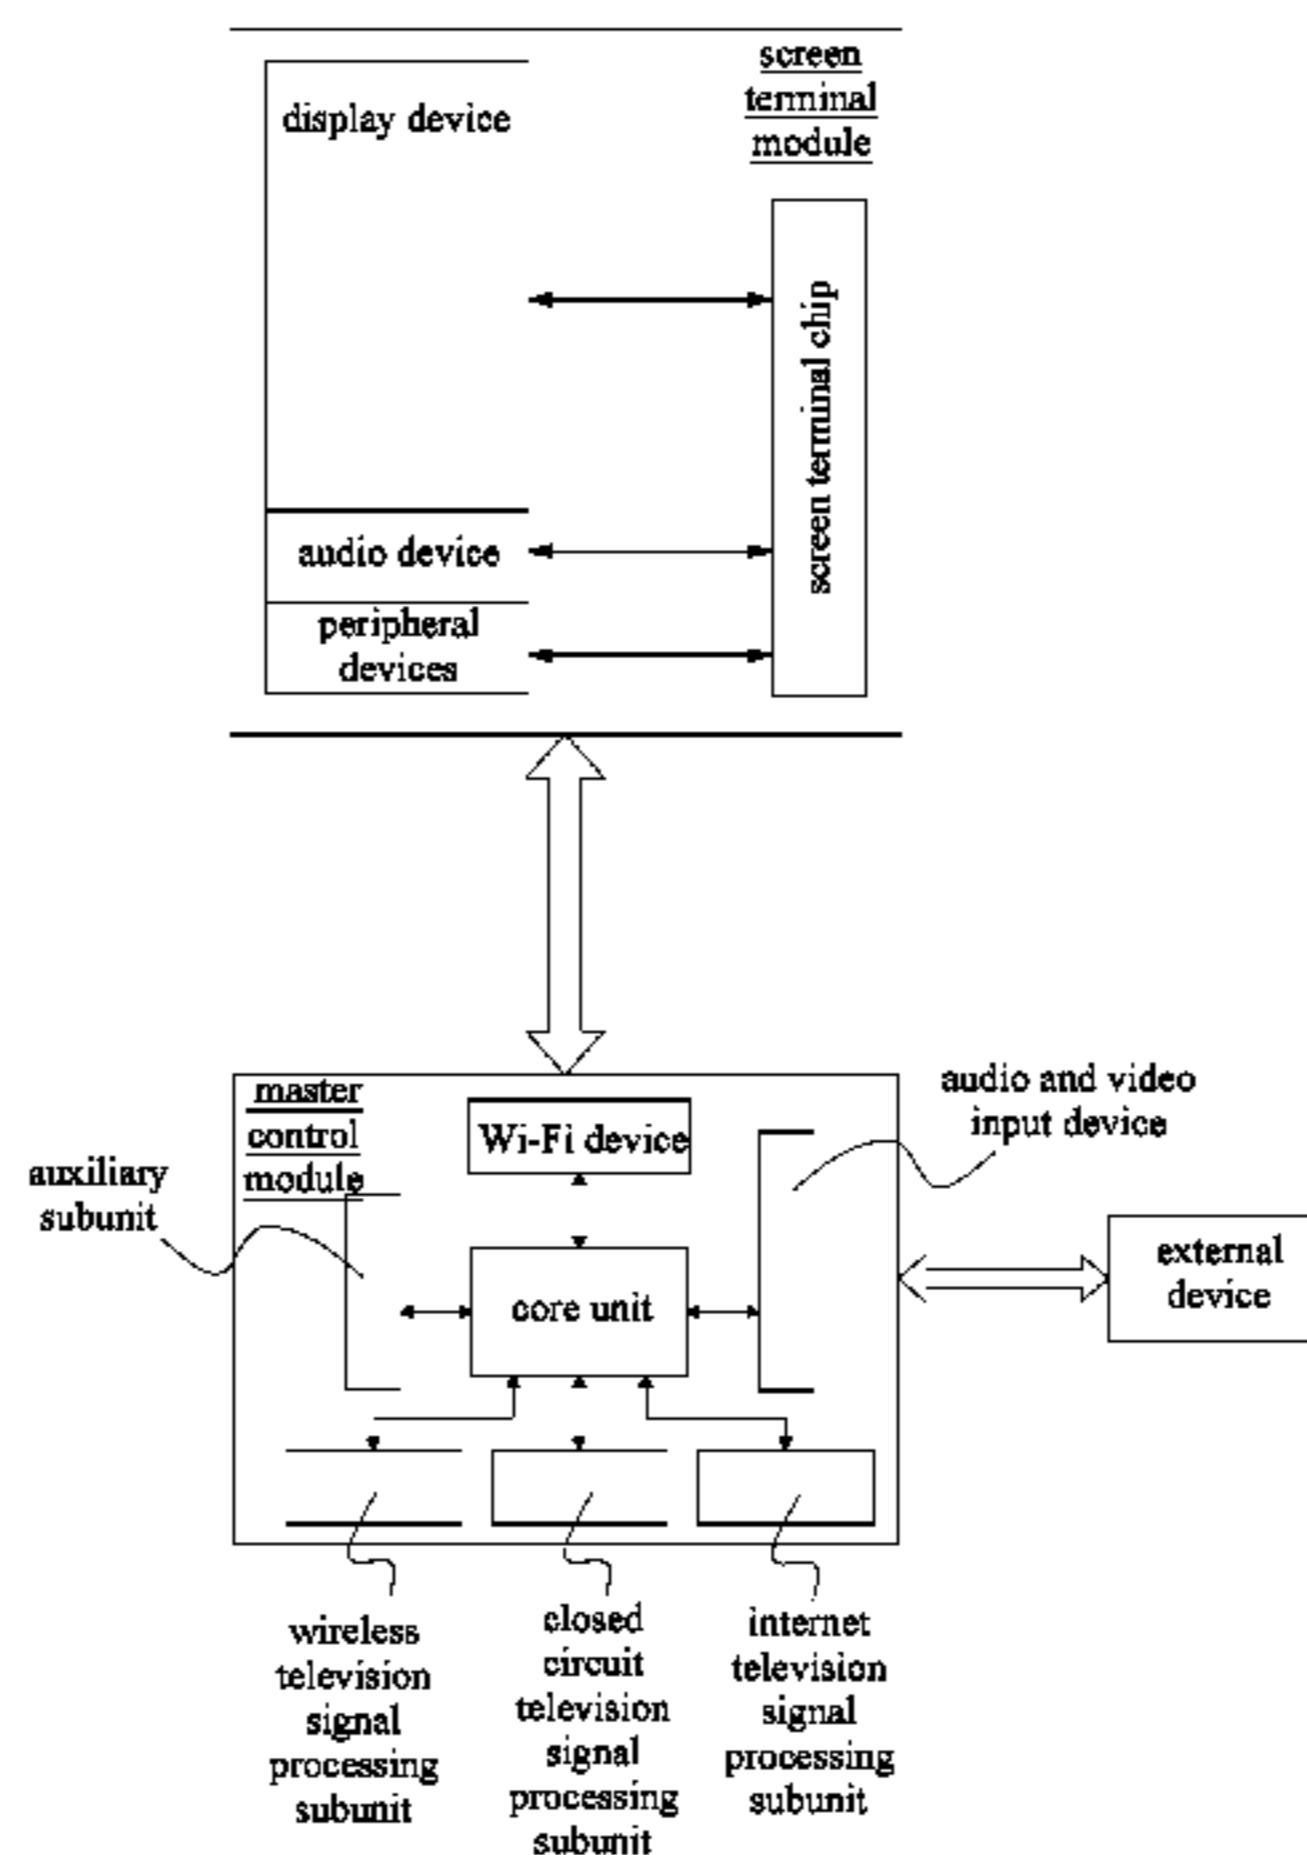 screen
terminal
module
display device
screen terminal chip
audio device
peripheral
devices
master
control
module
Wi-Fi device
audio and video
input device
auxiliary
subunit
core unit
external
device
wireless
television
signal
processing
subunit
closed
circuit
television
signal
processing
subunit
internet
television
signal
processing
subunit